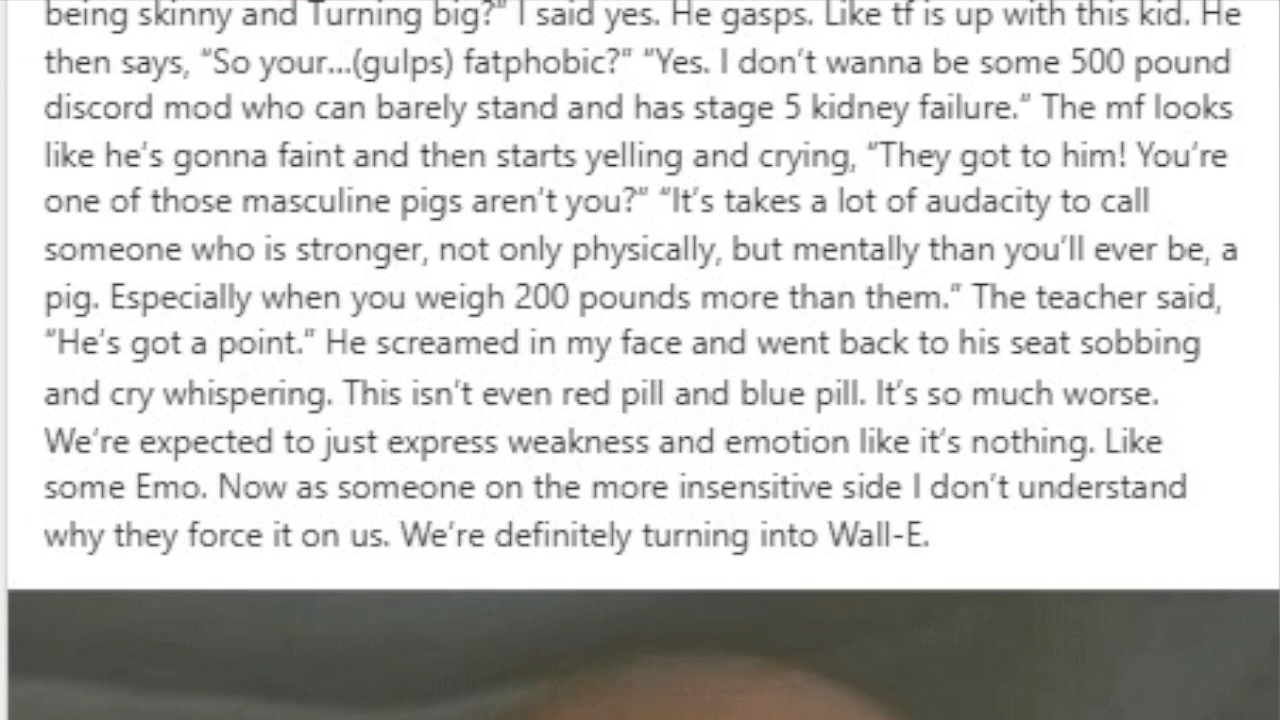 being skinny and Turning big?" I said yes. He gasps. Like tf is up with this kid. He
then says, "So your...(gulps) fatphobic?" "Yes. I don't wanna be some 500 pound
discord mod who can barely stand and has stage 5 kidney failure." The mf looks
like he's gonna faint and then starts yelling and crying, "They got to him! You're
one of those masculine pigs aren't you?" "It's takes a lot of audacity to call
someone who is stronger, not only physically, but mentally than you'll ever be, a
pig. Especially when you weigh 200 pounds more than them." The teacher said,
"He's got a point." He screamed in my face and went back to his seat sobbing
and cry whispering. This isn't even red pill and blue pill. It's so much worse.
We're expected to just express weakness and emotion like it's nothing. Like
some Emo. Now as someone on the more insensitive side I don't understand
why they force it on us. We're definitely turning into Wall-E.